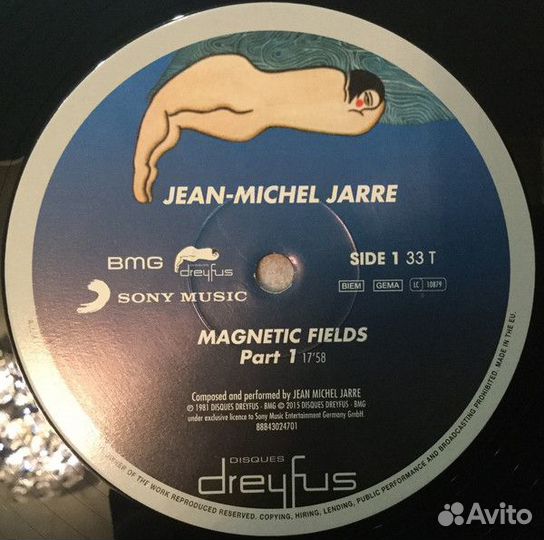 JEAN-MICHEL JARRE
BMG dreyfus
SONY MUSIC
SIDE 1 33 T
BIEM GEMA LC 10879
MAGNETIC FIELDS
Part 1 17'58
Composed and performed by JEAN MICHEL JARRE
℗ 1981 DISQUES DREYFUS - BMG © 2015 DISQUES DREYFUS - BMG
under exclusive licence to Sony Music Entertainment Germany GmbH
88843024701
DISQUES
dreyfus
OF THE WORK REPRODUCED RESERVED. COPYING, HIRING, LENDING, PUBLIC PERFORMANCE AND BROADCASTING PROHIBITED. MADE IN THE EU.
Avito